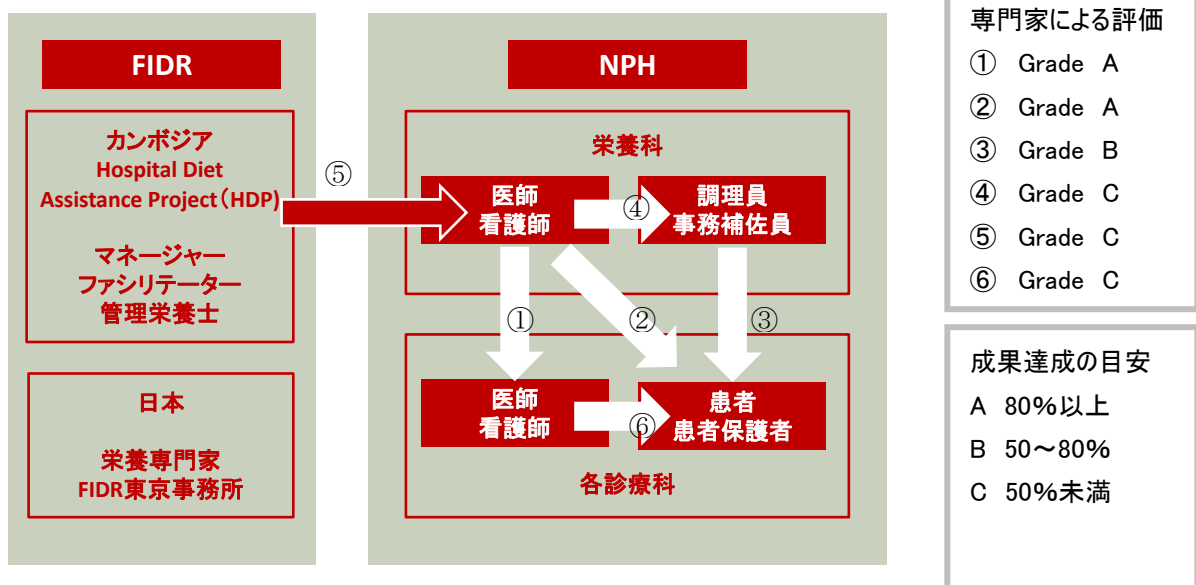 FIDR
カンボジア
Hospital Diet
Assistance Project（HDP)
マネージャー
ファシリテーター
管理栄養士
日本
栄養専門家
FIDR東京事務所
⑤
NPH
栄養科
医師
看護師
④
調理員
事務補佐員
①
②
③
医師
看護師
⑥
患者
患者保護者
各診療科
専門家による評価
① Grade A
② Grade A
③ Grade B
④ Grade C
⑤ Grade C
⑥ Grade C
成果達成の目安
A 80%以上
B 50～80%
C 50%未満